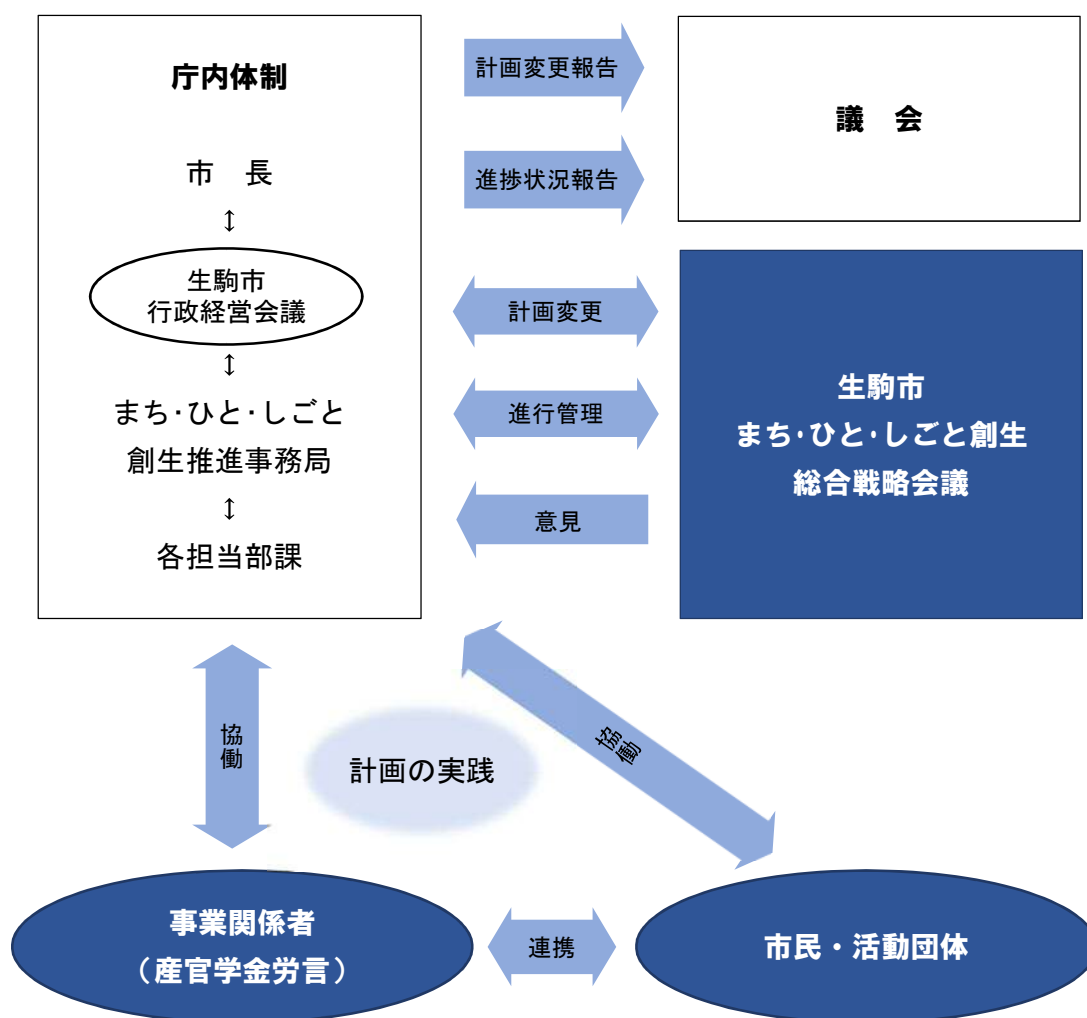 庁内体制
市　長
↕
生駒市
行政経営会議
↕
まち･ひと･しごと
創生推進事務局
↕
各担当部課
計画変更報告
進捗状況報告
議　会
計画変更
進行管理
意見
生駒市
まち･ひと･しごと創生
総合戦略会議
協働
計画の実践
協働
事業関係者
（産官学金労言）
連携
市民・活動団体